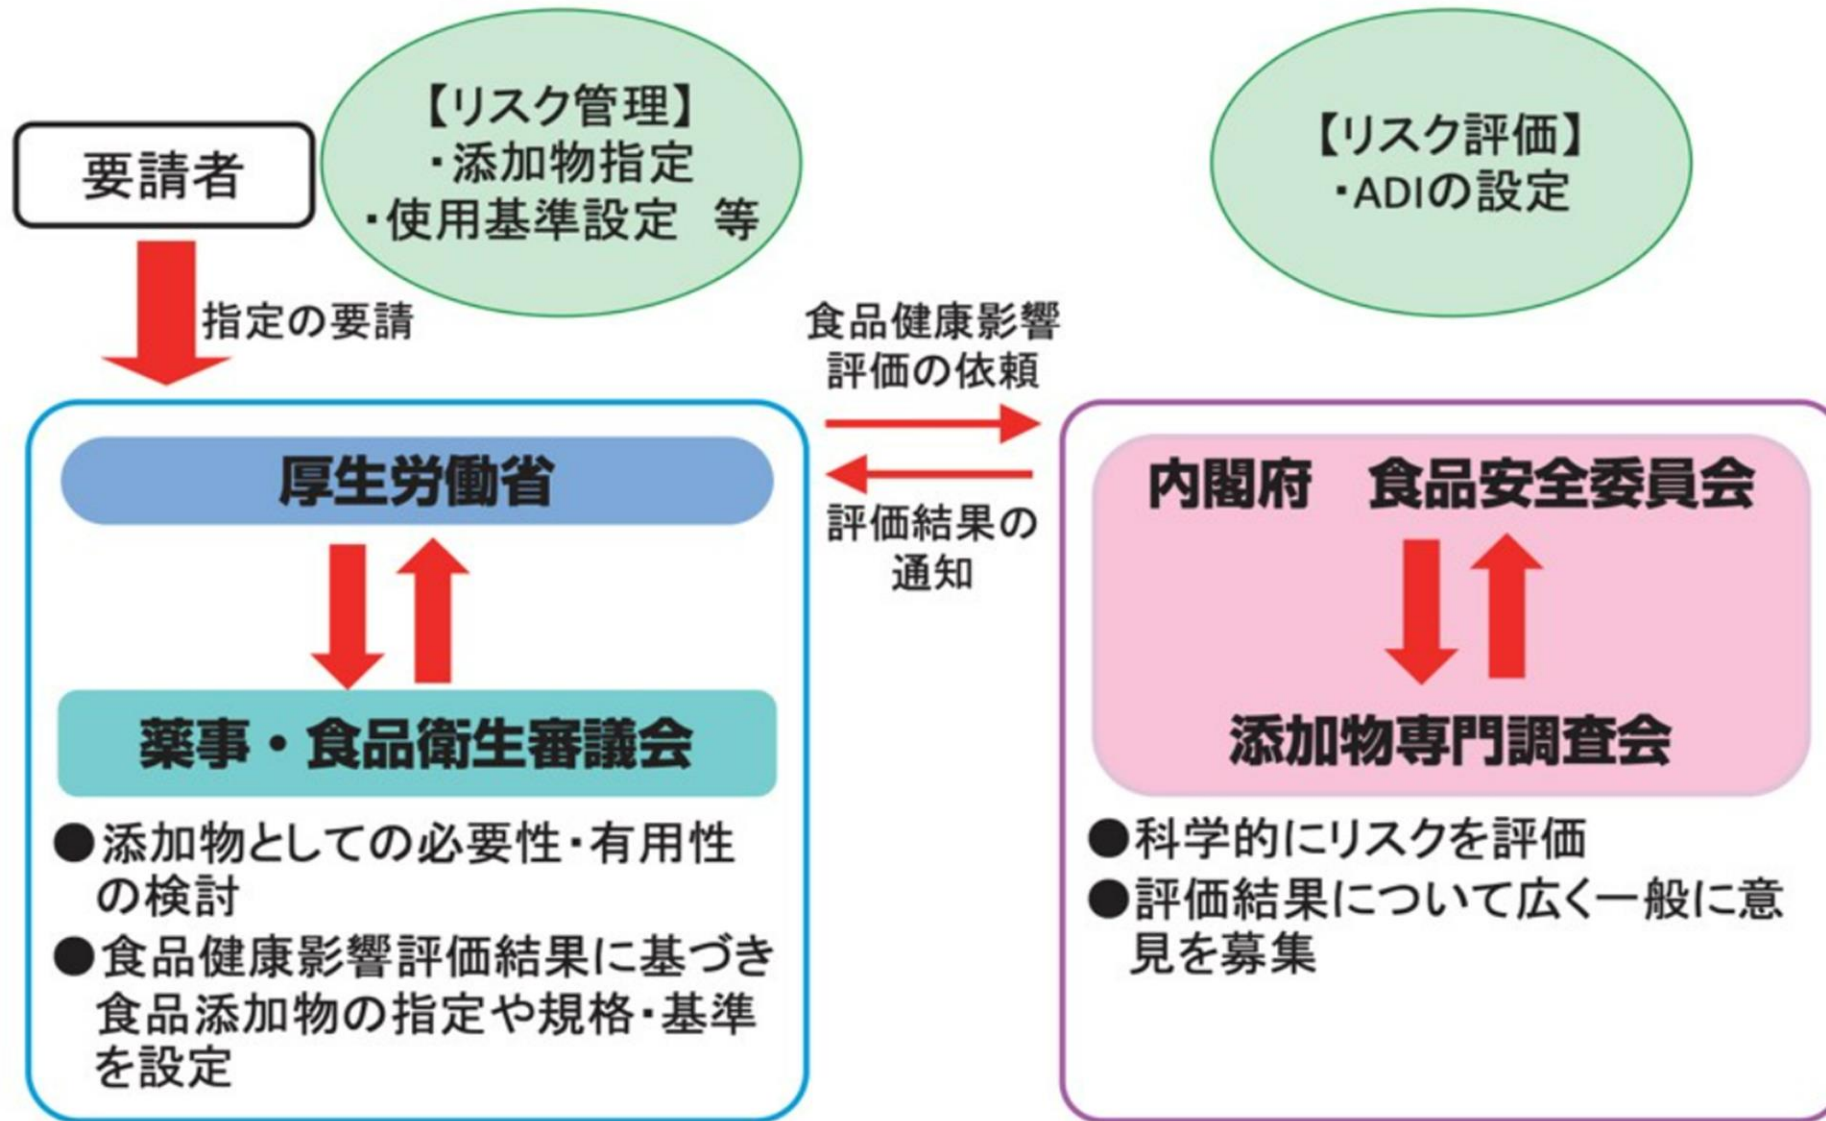 要請者
【リスク管理】
・添加物指定
・使用基準設定　等
【リスク評価】
・ADIの設定
指定の要請
食品健康影響
評価の依頼
評価結果の
通知
厚生労働省
薬事・食品衛生審議会
●添加物としての必要性・有用性
の検討
●食品健康影響評価結果に基づき
食品添加物の指定や規格・基準
を設定
内閣府　食品安全委員会
添加物専門調査会
●科学的にリスクを評価
●評価結果について広く一般に意
見を募集